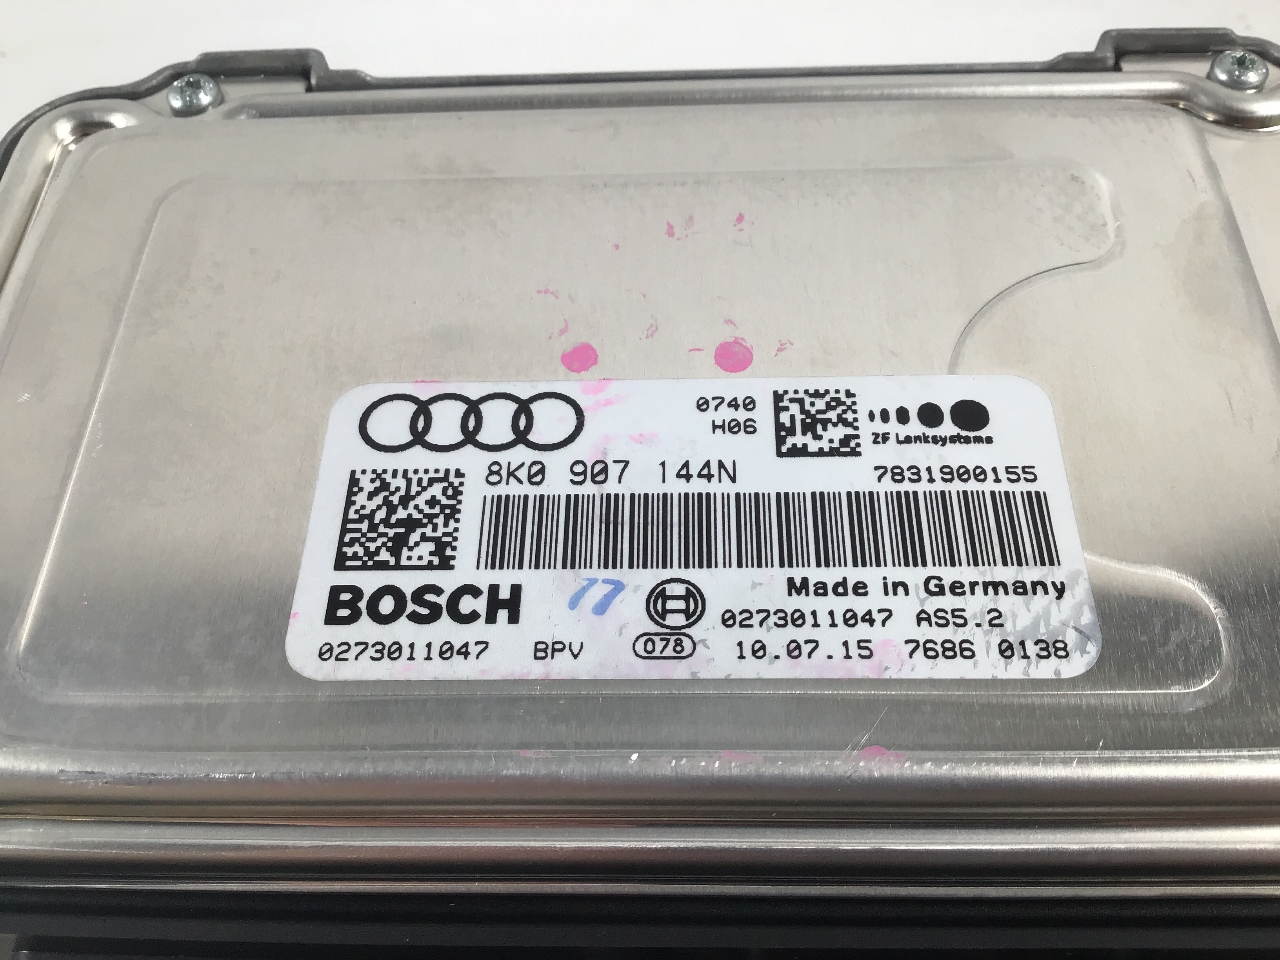 0740
H06
ZF Lenksysteme
8K0 907 144N
7831900155
BOSCH
77
Made in Germany
0273011047 AS5.2
0273011047 BPV
078
10.07.15 7686 0138